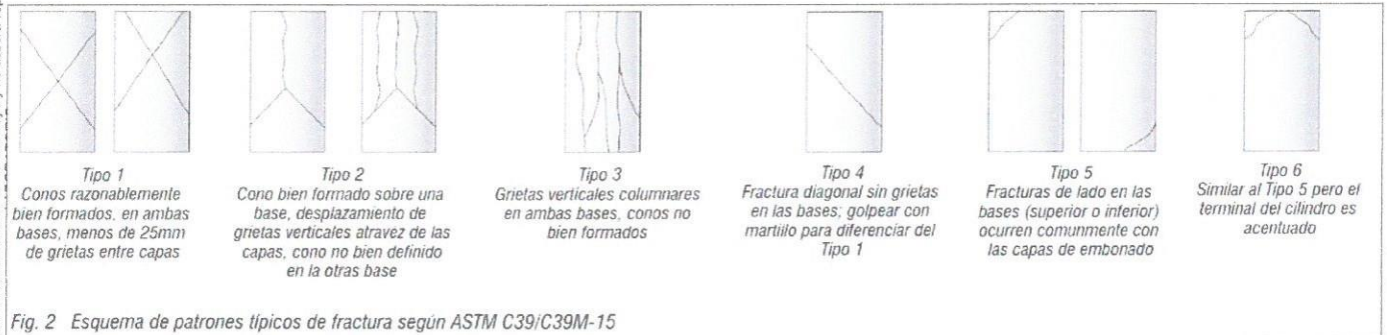 Tipo 1
Conos razonablemente
bien formados, en ambas
bases, menos de 25mm
de grietas entre capas
Tipo 2
Cono bien formado sobre una
base, desplazamiento de
grietas verticales atravez de las
capas, cono no bien definido
en la otras base
Tipo 3
Grietas verticales columnares
en ambas bases, conos no
bien formados
Tipo 4
Fractura diagonal sin grietas
en las bases; golpear con
martillo para diferenciar del
Tipo 1
Tipo 5
Fracturas de lado en las
bases (superior o inferior)
ocurren comunmente con
las capas de embonado
Tipo 6
Similar al Tipo 5 pero el
terminal del cilindro es
acentuado
Fig. 2 Esquema de patrones típicos de fractura según ASTM C39/C39M-15